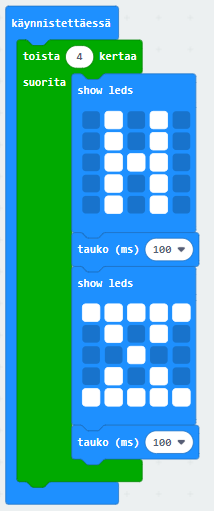 käynnistettäessä
toista 4 kertaa
suorita
show leds
tauko (ms) 100
show leds
tauko (ms) 100